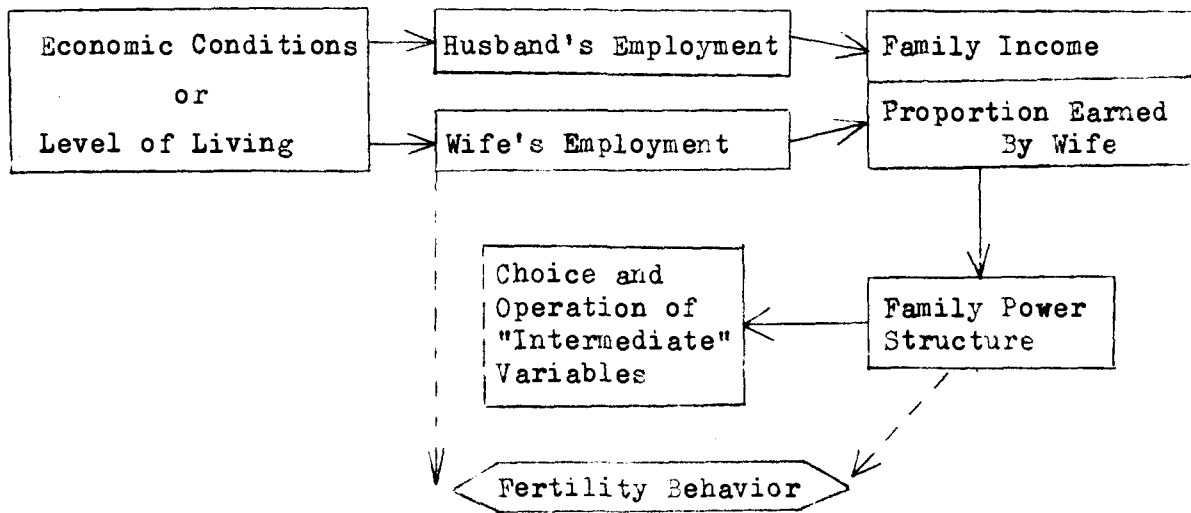 Economic Conditions
or
Level of Living
Husband's Employment
Wife's Employment
Family Income
Proportion Earned
By Wife
Choice and
Operation of
"Intermediate"
Variables
Family Power
Structure
Fertility Behavior